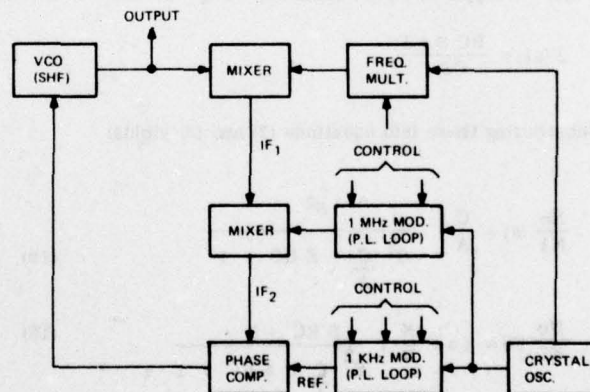 OUTPUT
VCO
(SHF)
MIXER
FREQ.
MULT.
IF1
CONTROL
MIXER
1 MHz MOD.
(P.L. LOOP)
IF2
CONTROL
PHASE
COMP.
REF.
1 KHz MOD.
(P.L. LOOP)
CRYSTAL
OSC.